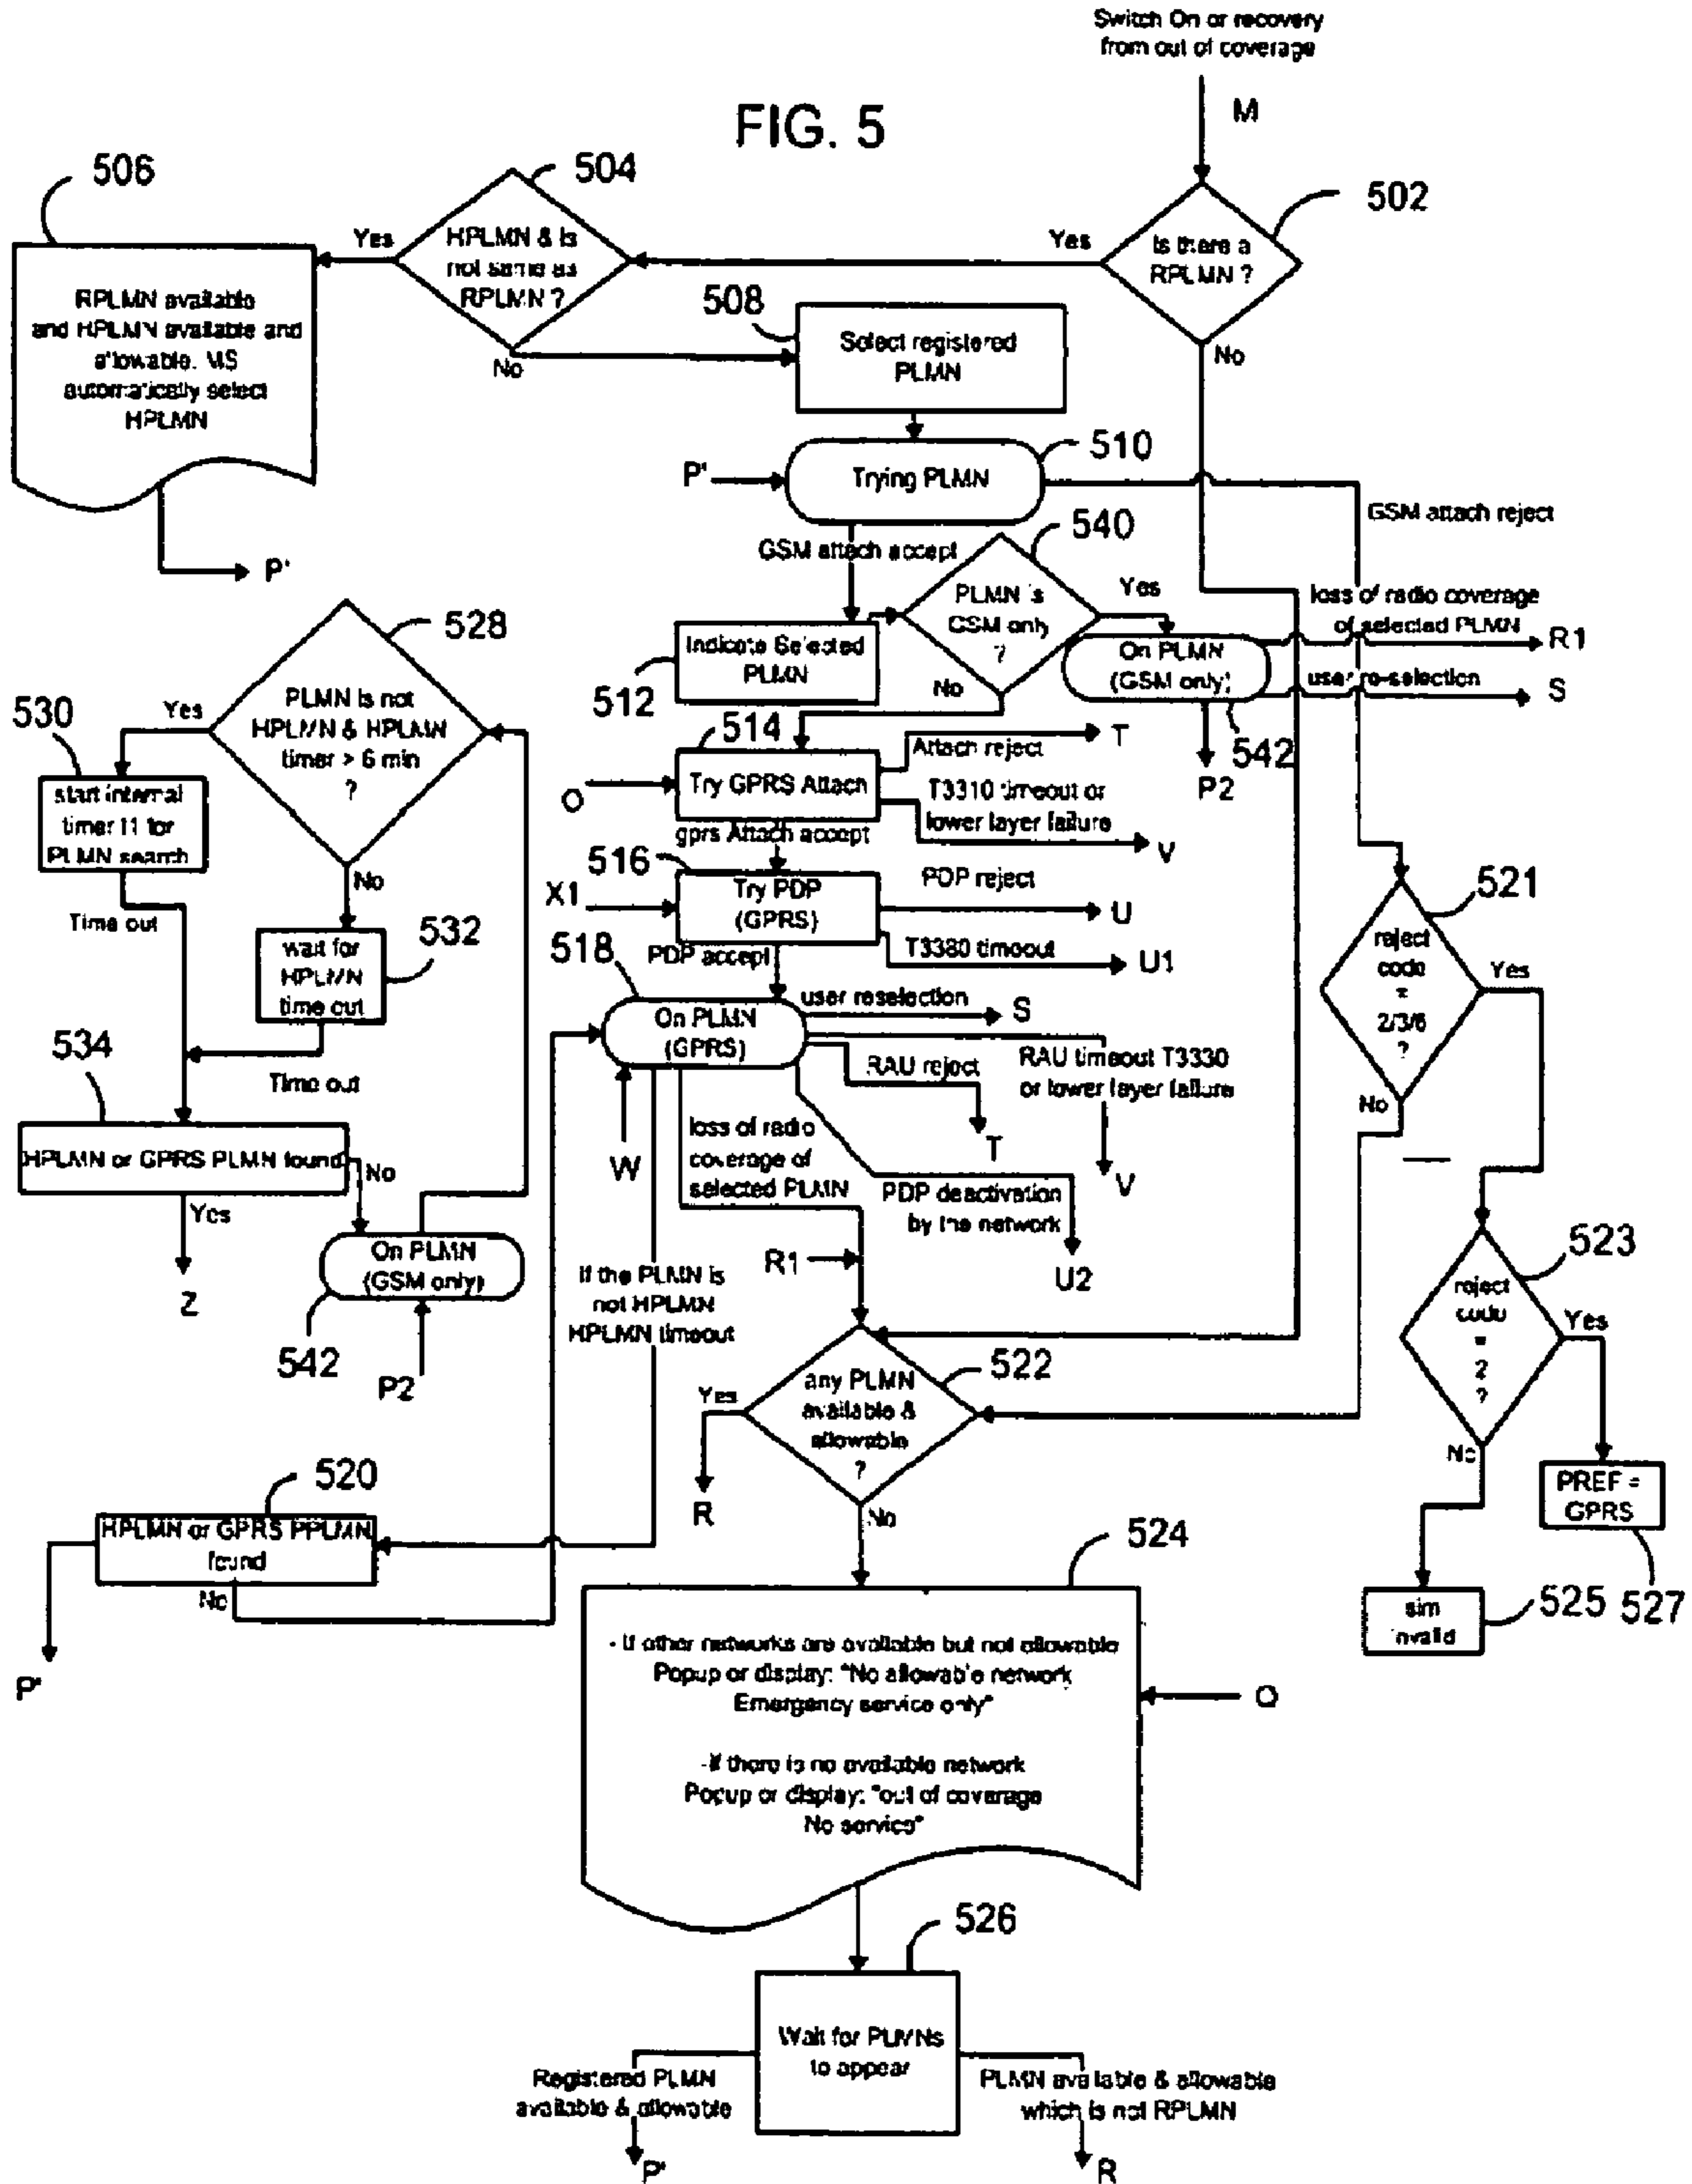 Switch On or recovery
from out of coverage
M
FIG. 5
502
Is there a
RPLMN ?
Yes
No
504
HPLMN & is
not same as
RPLMN ?
Yes
No
506
RPLMN available
and HPLMN available and
allowable. MS
automatically select
HPLMN
P'
508
Select registered
PLMN
510
P'
Trying PLMN
GSM attach reject
GSM attach accept
540
PLMN is
GSM only
?
Yes
No
512
Indicate Selected
PLMN
On PLMN
(GSM only)
542
loss of radio coverage
of selected PLMN
R1
user re-selection
S
P2
514
O
Try GPRS Attach
Attach reject
T
T3310 timeout or
lower layer failure
V
gprs Attach accept
516
X1
Try PDP
(GPRS)
PDP reject
U
T3380 timeout
U1
PDP accept
518
On PLMN
(GPRS)
user reselection
S
RAU reject
T
RAU timeout T3330
or lower layer failure
V
W
loss of radio
coverage of
selected PLMN
PDP deactivation
by the network
U2
R1
If the PLMN is
not HPLMN
HPLMN timeout
528
PLMN is not
HPLMN & HPLMN
timer > 6 min
?
Yes
No
530
start internal
timer 11 for
PLMN search
Time out
532
wait for
HPLMN
time out
Time out
534
HPLMN or GPRS PLMN found
No
Yes
Z
On PLMN
(GSM only)
542
P2
521
reject
code
=
2/3/6
?
Yes
No
523
reject
code
=
2
?
Yes
No
PREF =
GPRS
527
sim
invalid
525
522
any PLMN
available &
allowable
?
Yes
R
No
520
HPLMN or GPRS PPLMN
found
No
P'
524
- If other networks are available but not allowable
Popup or display: "No allowable network
Emergency service only"
-If there is no available network
Popup or display: "out of coverage
No service"
Q
526
Wait for PLMNs
to appear
Registered PLMN
available & allowable
P'
PLMN available & allowable
which is not RPLMN
R